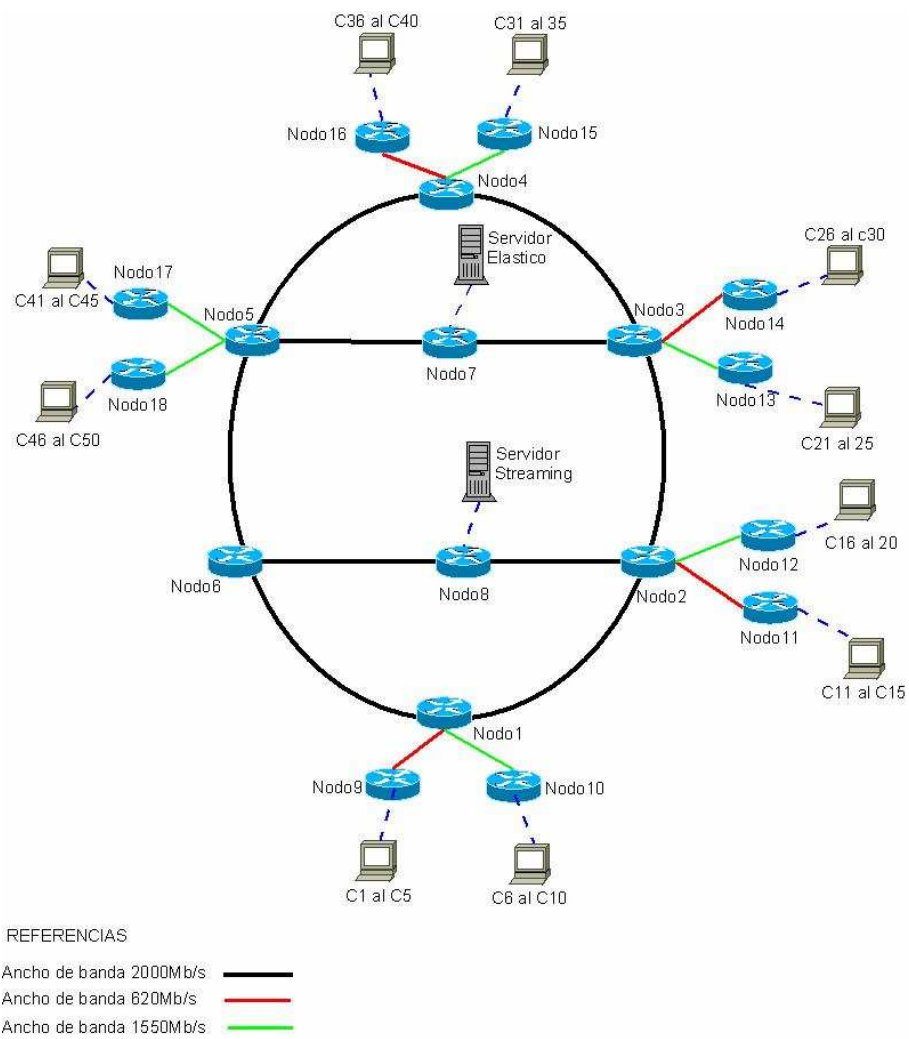 C36 al C40
C31 al 35
Nodo16
Nodo15
Nodo4
Servidor
Elastico
C26 al c30
Nodo17
C41 al C45
Nodo5
Nodo3
Nodo14
Nodo7
Nodo18
Nodo13
C46 al C50
C21 al 25
Servidor
Streaming
C16 al 20
Nodo12
Nodo6
Nodo8
Nodo2
Nodo11
C11 al C15
Nodo1
Nodo9
Nodo10
C1 al C5
C6 al C10
REFERENCIAS
Ancho de banda 2000Mb/s
Ancho de banda 620Mb/s
Ancho de banda 1550Mb/s